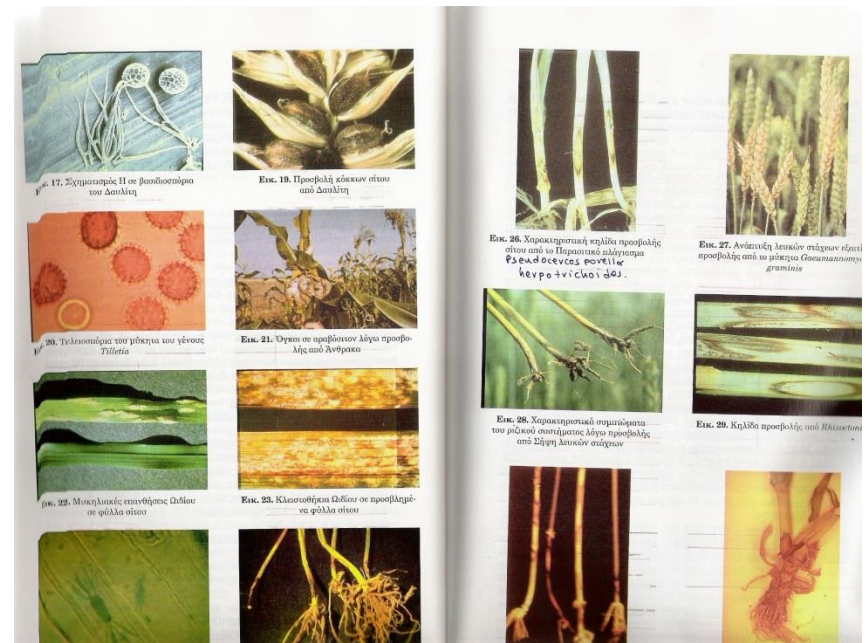 Εικ. 17. Σχηματισμός Η σε βασιδιοσπόρια
του Δαυλίτη
Εικ. 19. Προσβολή κόκκων σίτου
από Δαυλίτη
20. Τελειοσπόρια του μύκητα του γένους
Tilletia
Εικ. 21. Όγκοι σε αραβόσιτον λόγω προσβο-
λής από Άνθρακα
εικ. 22. Μυκηλιακές επανθήσεις Ωιδίου
σε φύλλα σίτου
Εικ. 23. Κλειστοθήκια Ωιδίου σε προσβλημέ-
να φύλλα σίτου
Εικ. 26. Χαρακτηριστική κηλίδα προσβολής
σίτου από το Παρασιτικό πλάγιασμα
Pseudocercosporella
herpotrichoides.
Εικ. 27. Ανάπτυξη λευκών στάχεων εξαιτί
προσβολής από το μύκητα Gaeumannomy
graminis
Εικ. 28. Χαρακτηριστικά συμπτώματα
του ριζικού συστήματος λόγω προσβολής
από Σήψη λευκών στάχεων
Εικ. 29. Κηλίδα προσβολής από Rhizoctoni